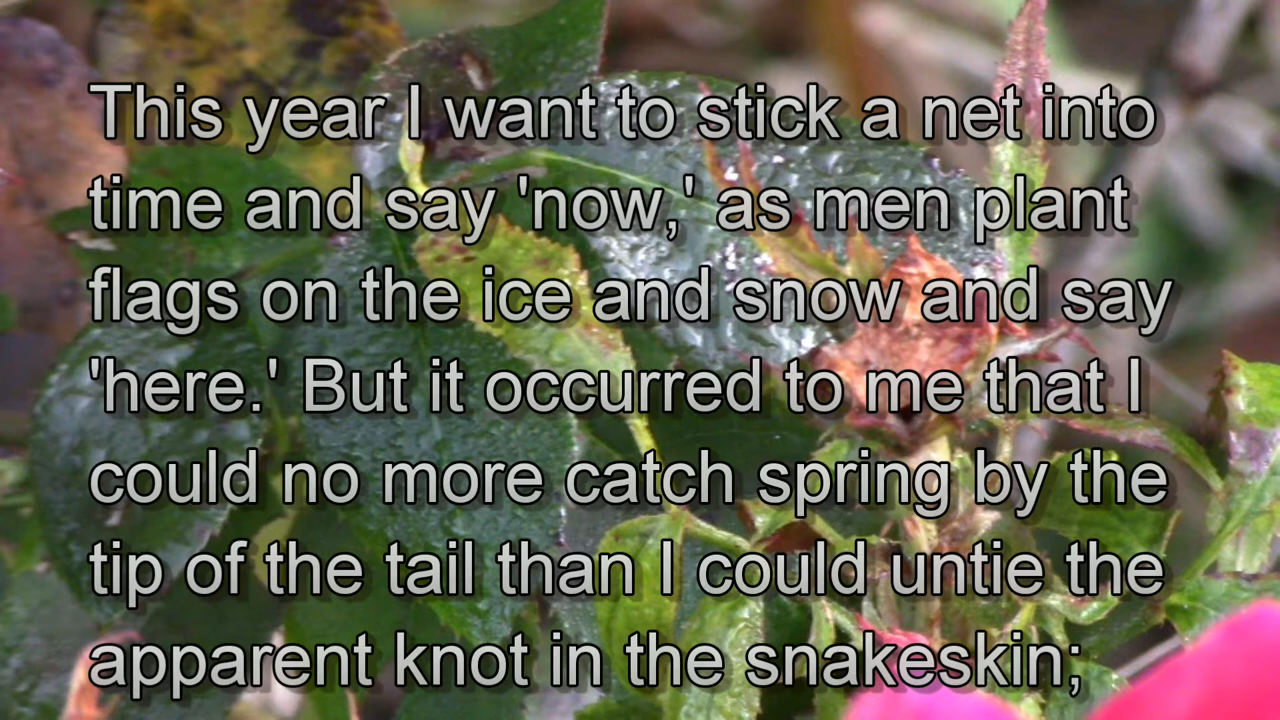 This year I want to stick a net into
time and say 'now,' as men plant
flags on the ice and snow and say
'here.' But it occurred to me that I
could no more catch spring by the
tip of the tail than I could untie the
apparent knot in the snakeskin;